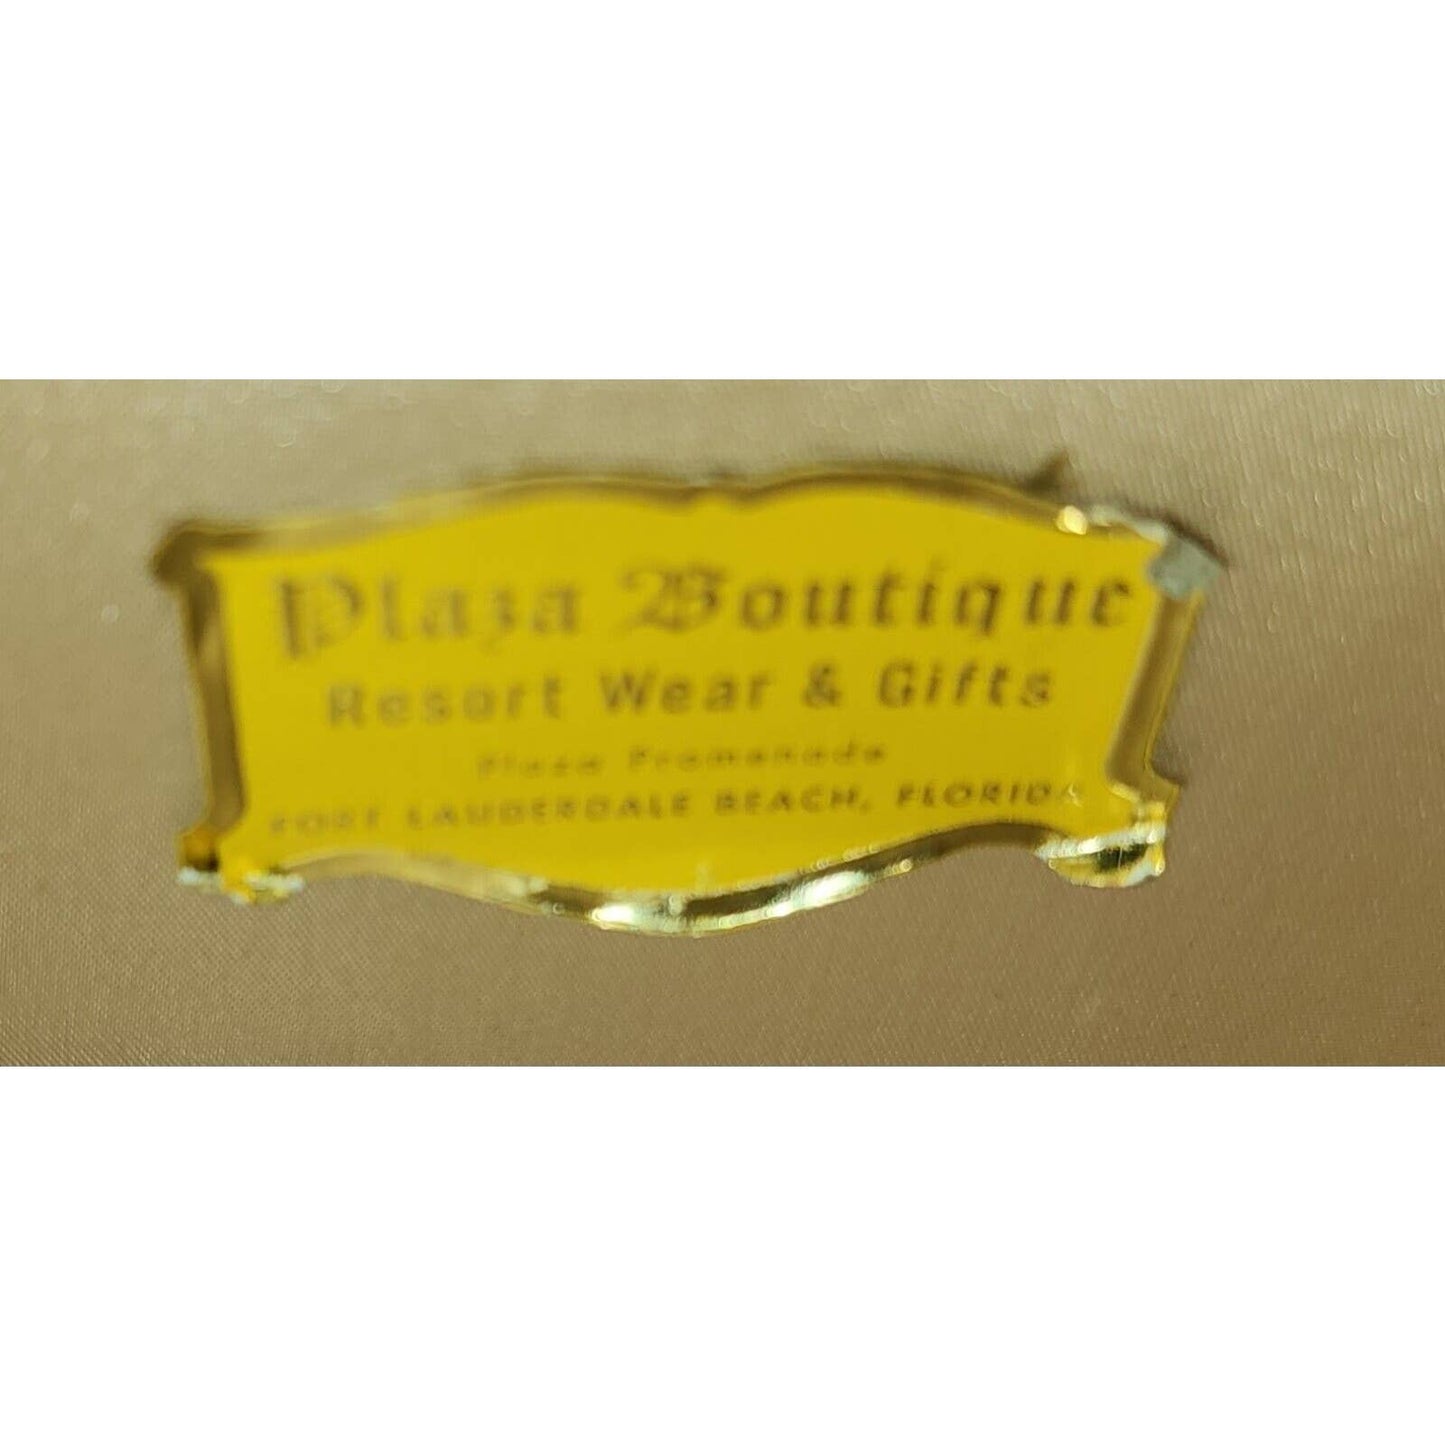 Plaza Boutique
Resort Wear & Gifts
Plaza Promenade
FORT LAUDERDALE BEACH, FLORIDA